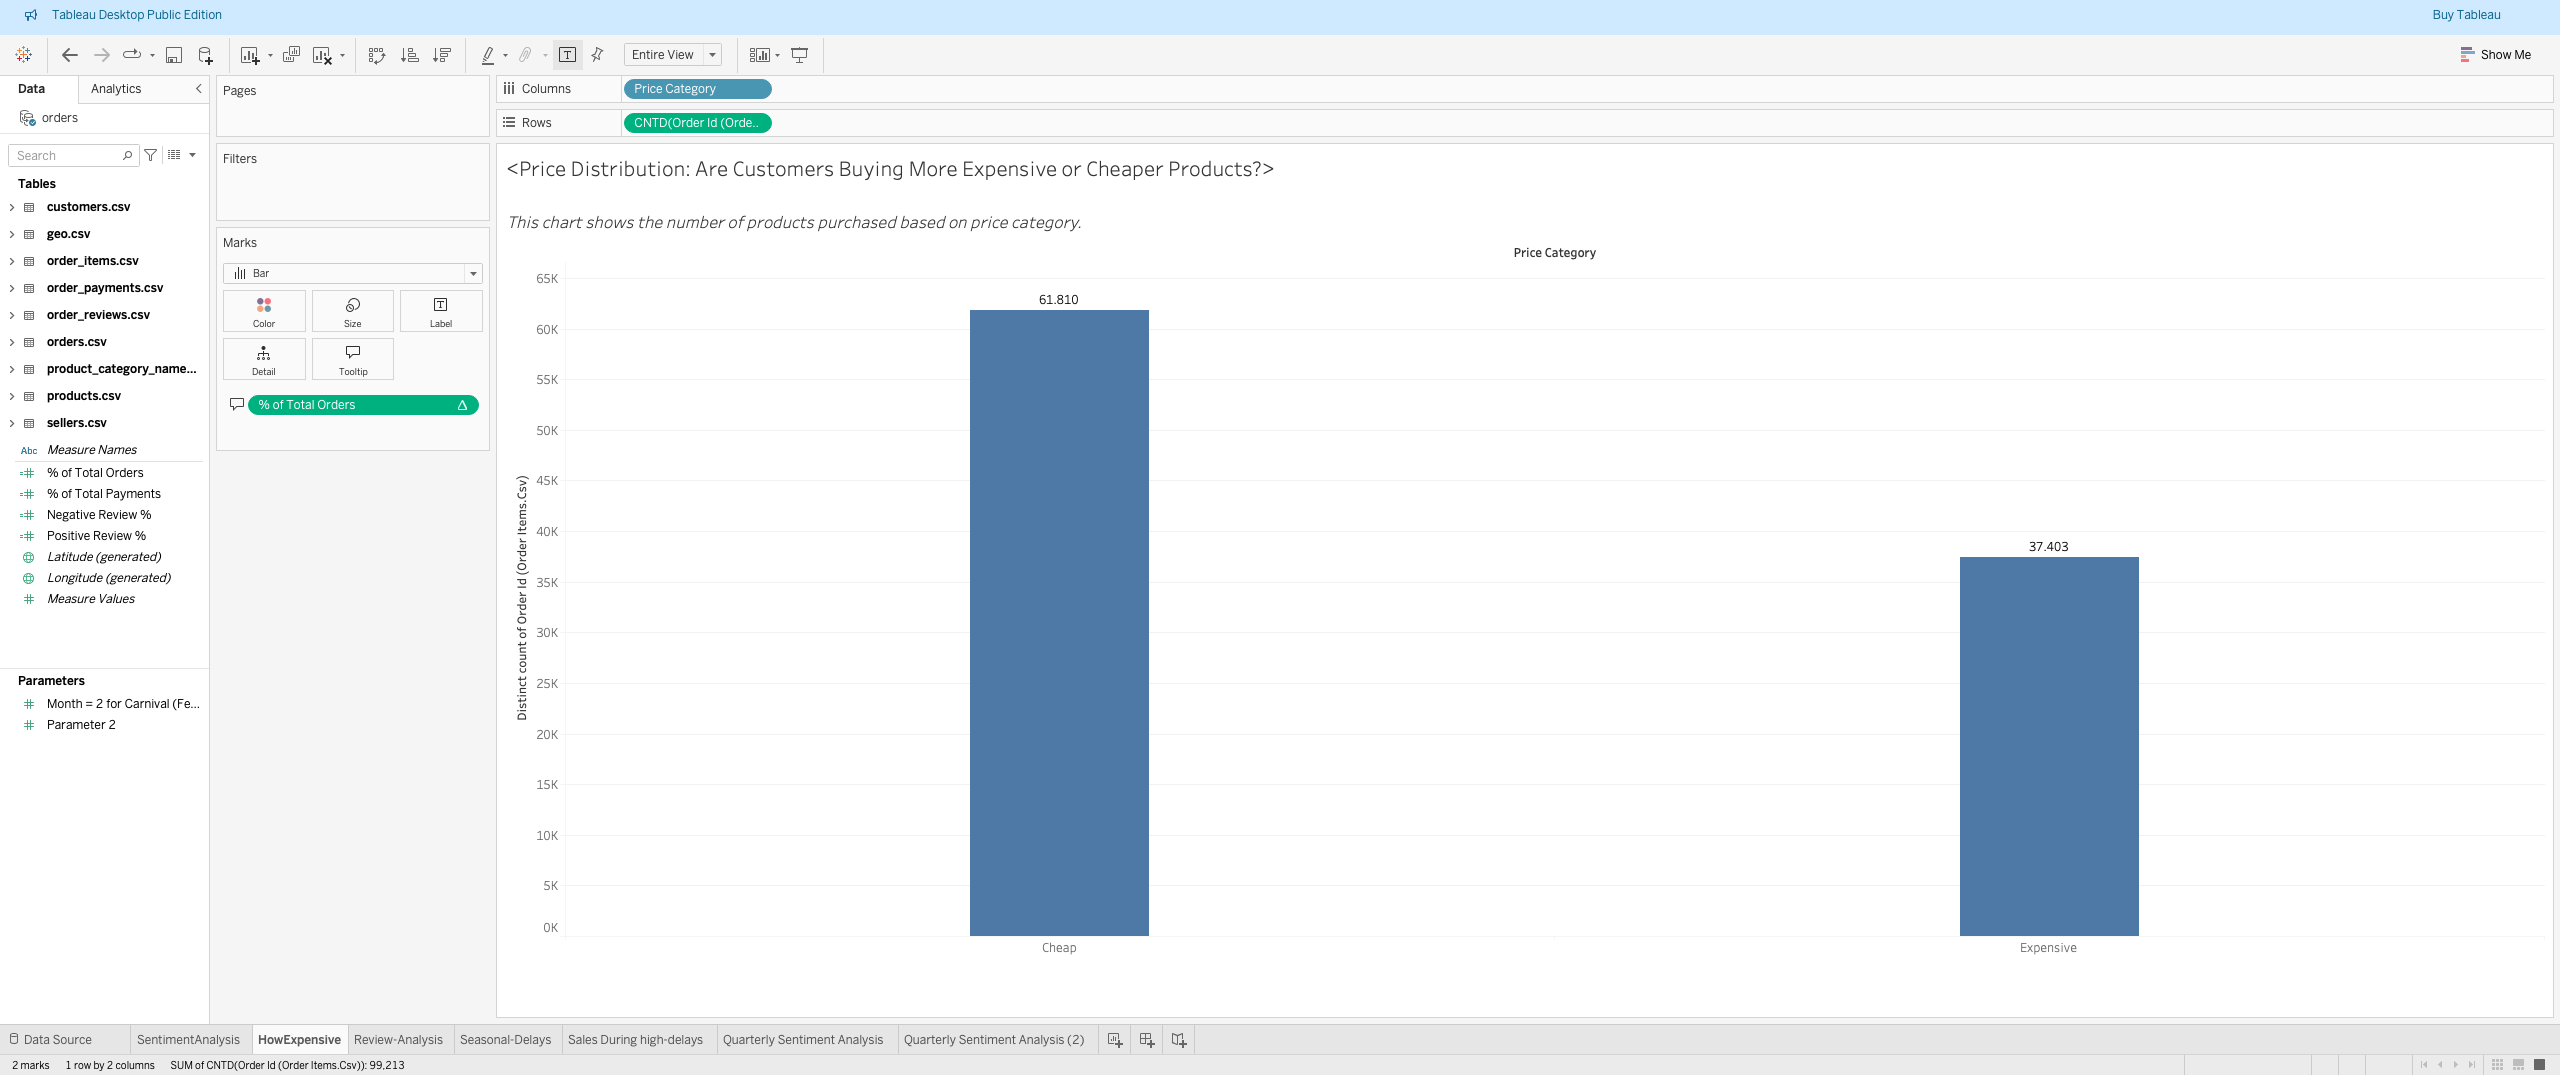 Tableau Desktop Public Edition
Buy Tableau
Entire View
Show Me
Data
Analytics
orders
Search
Tables
customers.csv
geo.csv
order_items.csv
order_payments.csv
order_reviews.csv
orders.csv
product_category_name...
products.csv
sellers.csv
Abc Measure Names
% of Total Orders
% of Total Payments
Negative Review %
Positive Review %
Latitude (generated)
Longitude (generated)
Measure Values
Parameters
Month = 2 for Carnival (Fe...
Parameter 2
Pages
Filters
Marks
Bar
Color
Size
Label
Detail
Tooltip
% of Total Orders
Columns
Price Category
Rows
CNTD(Order Id (Orde..
<Price Distribution: Are Customers Buying More Expensive or Cheaper Products?>
This chart shows the number of products purchased based on price category.
Price Category
Distinct count of Order Id (Order Items.Csv)
65K
60K
55K
50K
45K
40K
35K
30K
25K
20K
15K
10K
5K
0K
61.810
37.403
Cheap
Expensive
Data Source
SentimentAnalysis
HowExpensive
Review-Analysis
Seasonal-Delays
Sales During high-delays
Quarterly Sentiment Analysis
Quarterly Sentiment Analysis (2)
2 marks
1 row by 2 columns
SUM of CNTD(Order Id (Order Items.Csv)): 99,213